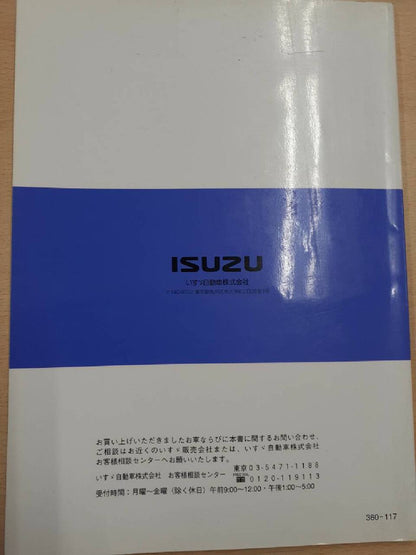 ISUZU
いすゞ自動車株式会社
お買い上げいただきましたお車ならびに本書に関するお問い合わせ、
ご相談はお近くのいすゞ販売会社または、いすゞ自動車株式会社
お客様相談センターへお願いいたします。
いすゞ自動車株式会社 お客様相談センター 東京03-5471-1188
0120-119113
受付時間：月曜〜金曜（除く休日）午前9:00〜12:00・午後1:00〜5:00
360-117